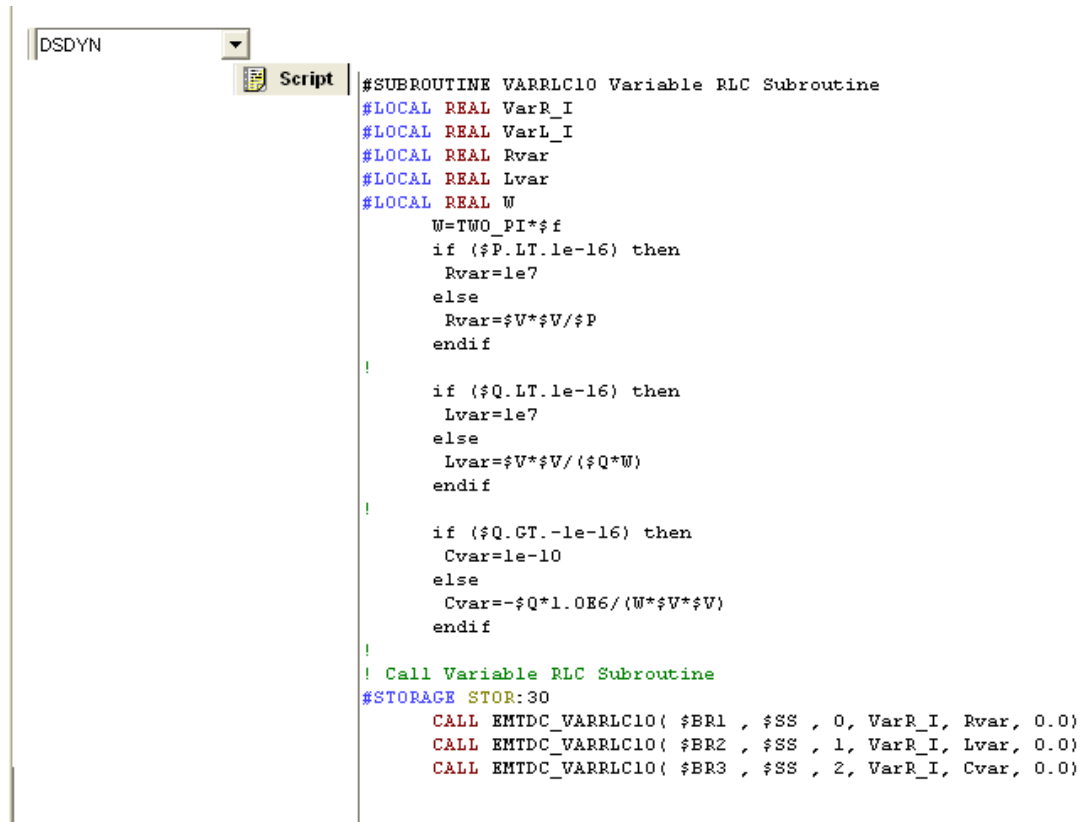 DSDYN
Script
#SUBROUTINE VARRLC10 Variable RLC Subroutine
#LOCAL REAL VarR_I
#LOCAL REAL VarL_I
#LOCAL REAL Rvar
#LOCAL REAL Lvar
#LOCAL REAL W
W=TWO_PI*$f
if ($P.LT.1e-16) then
Rvar=1e7
else
Rvar=$V*$V/$P
endif
!
if ($Q.LT.1e-16) then
Lvar=1e7
else
Lvar=$V*$V/($Q*W)
endif
!
if ($Q.GT.-1e-16) then
Cvar=1e-10
else
Cvar=-$Q*1.0E6/(W*$V*$V)
endif
!
! Call Variable RLC Subroutine
#STORAGE STOR:30
CALL EMTDC_VARRLC10( $BR1 , $SS , 0, VarR_I, Rvar, 0.0)
CALL EMTDC_VARRLC10( $BR2 , $SS , 1, VarR_I, Lvar, 0.0)
CALL EMTDC_VARRLC10( $BR3 , $SS , 2, VarR_I, Cvar, 0.0)